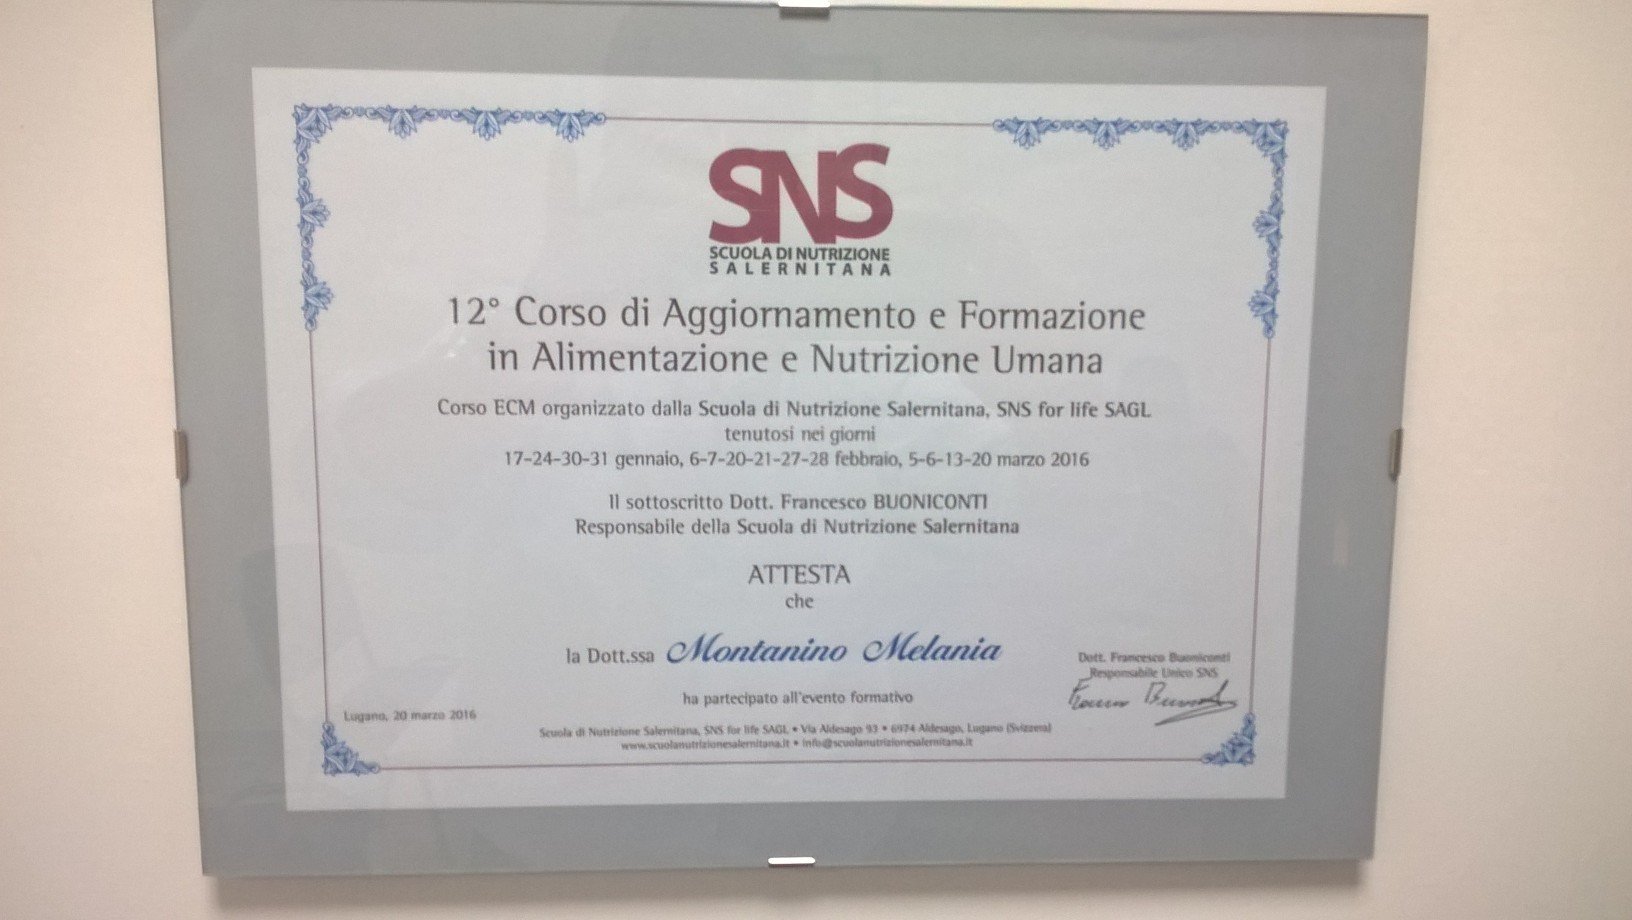 SNS
SCUOLA DI NUTRIZIONE
SALERNITANA
12° Corso di Aggiornamento e Formazione
in Alimentazione e Nutrizione Umana
Corso ECM organizzato dalla Scuola di Nutrizione Salernitana, SNS for life SAGL
tenutosi nei giorni
17-24-30-31 gennaio, 6-7-20-21-27-28 febbraio, 5-6-13-20 marzo 2016
Il sottoscritto Dott. Francesco BUONICONTI
Responsabile della Scuola di Nutrizione Salernitana
ATTESTA
che
la Dott.ssa Montanino Melania
ha partecipato all'evento formativo
Dott. Francesco Buoniconti
Responsabile Unico SNS
Lugano, 20 marzo 2016
Scuola di Nutrizione Salernitana, SNS for life SAGL • Via Aldesago 93 • 6974 Aldesago, Lugano (Svizzera)
www.scuolanutrizionesalernitana.it • info@scuolanutrizionesalernitana.it